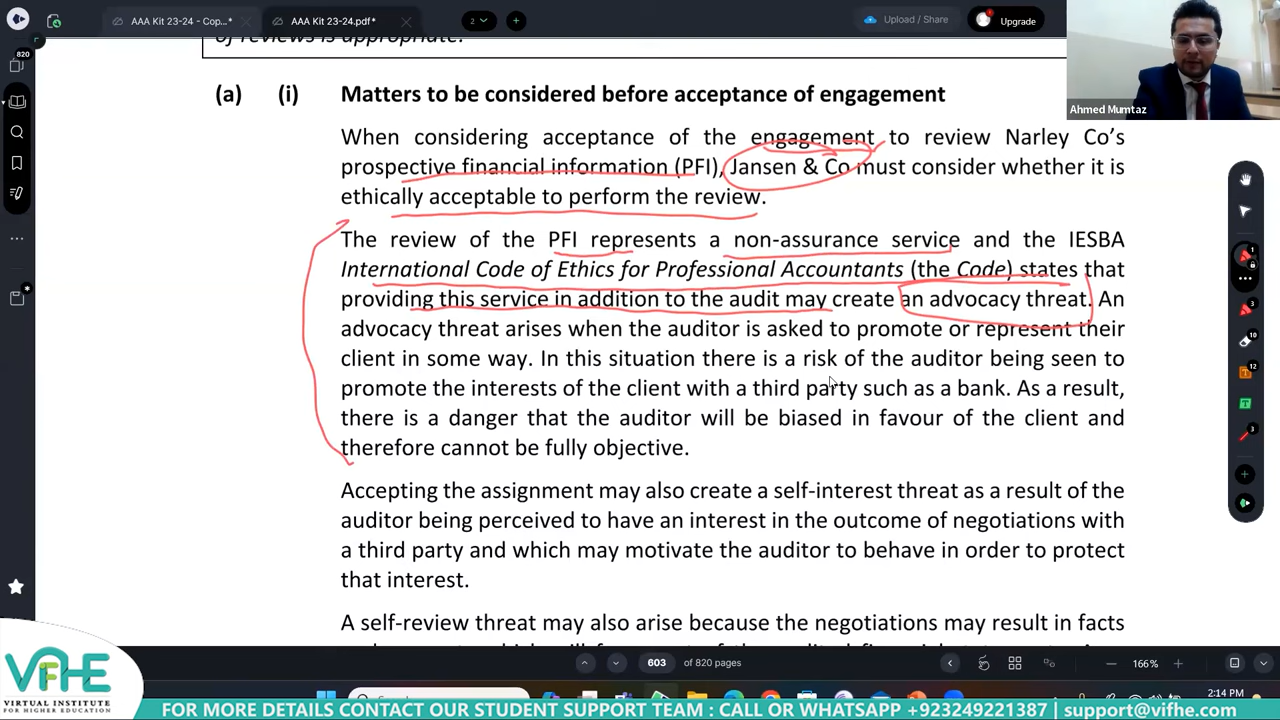 AAA Kit 23-24 - Cop...*
AAA Kit 23-24.pdf*
2
Upload / Share
Upgrade
820
of reviews is appropriate.
Ahmed Mumtaz
(a) (i) Matters to be considered before acceptance of engagement
When considering acceptance of the engagement to review Narley Co's
prospective financial information (PFI), Jansen & Co must consider whether it is
ethically acceptable to perform the review.
The review of the PFI represents a non-assurance service and the IESBA
International Code of Ethics for Professional Accountants (the Code) states that
providing this service in addition to the audit may create an advocacy threat. An
advocacy threat arises when the auditor is asked to promote or represent their
client in some way. In this situation there is a risk of the auditor being seen to
promote the interests of the client with a third party such as a bank. As a result,
there is a danger that the auditor will be biased in favour of the client and
therefore cannot be fully objective.
Accepting the assignment may also create a self-interest threat as a result of the
auditor being perceived to have an interest in the outcome of negotiations with
a third party and which may motivate the auditor to behave in order to protect
that interest.
A self-review threat may also arise because the negotiations may result in facts
603 of 820 pages
166%
2:14 PM
VFHE
VIRTUAL INSTITUTE
FOR HIGHER EDUCATION
FOR MORE DETAILS CONTACT OUR STUDENT SUPPORT TEAM : CALL OR WHATSAPP +923249221387 | support@vifhe.com